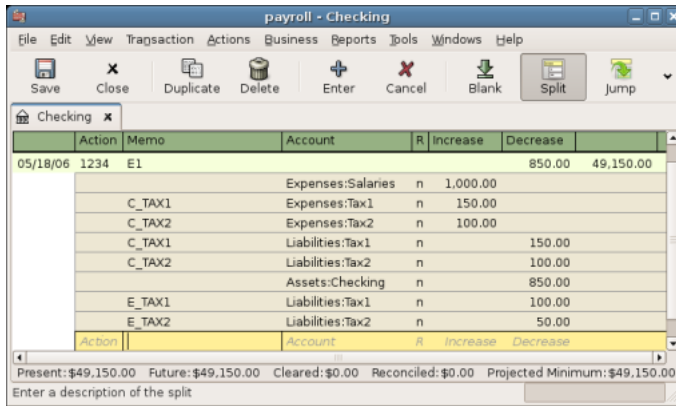 payroll - Checking
File Edit View Transaction Actions Business Reports Tools Windows Help
Save Close Duplicate Delete Enter Cancel Blank Split Jump
Checking
Action Memo Account R Increase Decrease
05/18/06 1234 E1 850.00 49,150.00
Expenses:Salaries n 1,000.00
C_TAX1 Expenses:Tax1 n 150.00
C_TAX2 Expenses:Tax2 n 100.00
C_TAX1 Liabilities:Tax1 n 150.00
C_TAX2 Liabilities:Tax2 n 100.00
Assets:Checking n 850.00
E_TAX1 Liabilities:Tax1 n 100.00
E_TAX2 Liabilities:Tax2 n 50.00
Action Account R Increase Decrease
Present:$49,150.00 Future:$49,150.00 Cleared:$0.00 Reconciled:$0.00 Projected Minimum:$49,150.00
Enter a description of the split